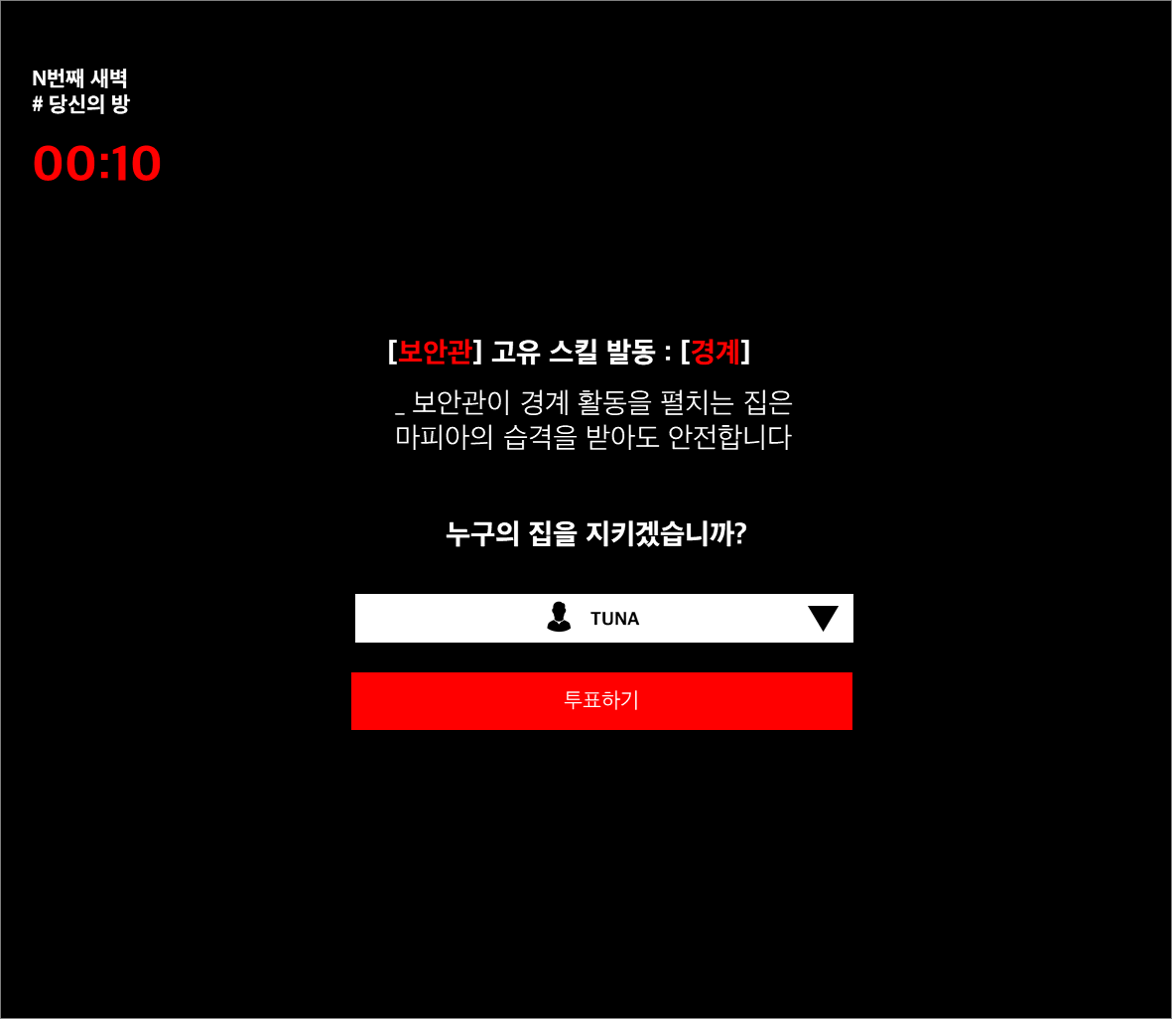 N번째 새벽
# 당신의 방
00:10
[보안관] 고유 스킬 발동 : [경계]
_ 보안관이 경계 활동을 펼치는 집은
마피아의 습격을 받아도 안전합니다
누구의 집을 지키겠습니까?
TUNA
투표하기